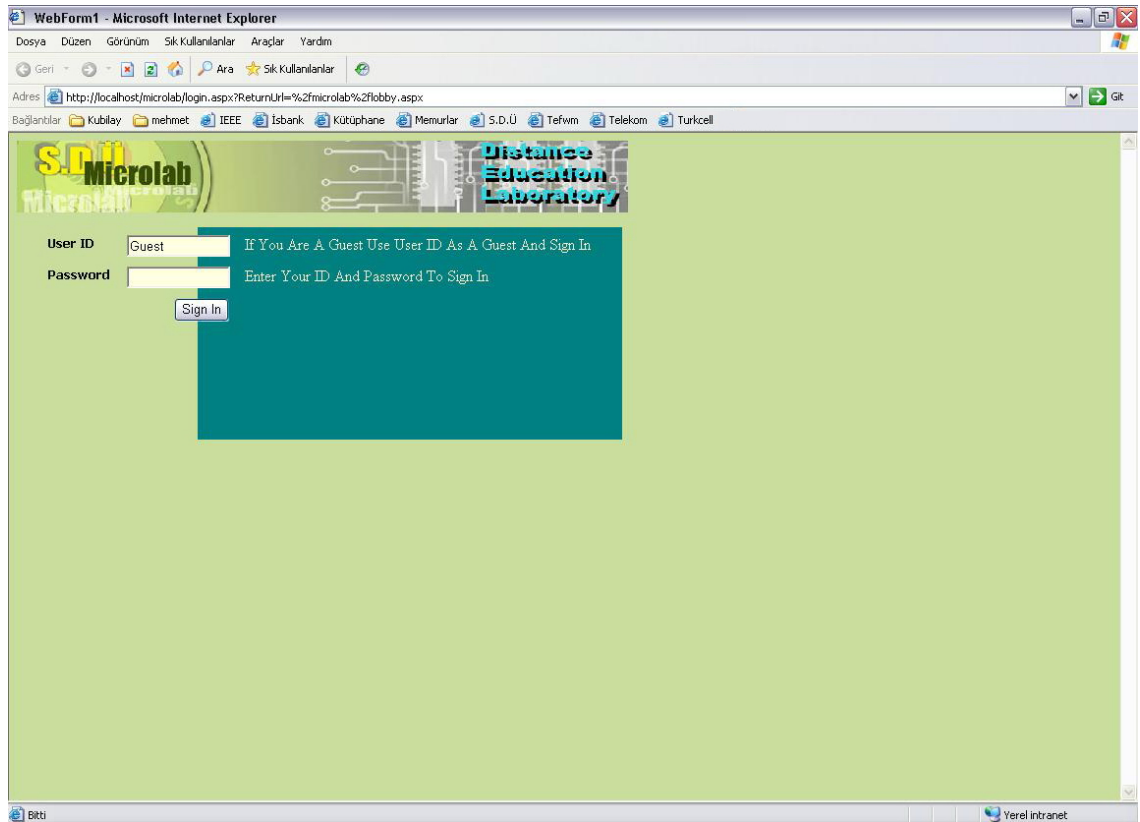 WebForm1 - Microsoft Internet Explorer
Dosya Düzen Görünüm Sık Kullanılanlar Araçlar Yardım
Geri Ara Sık Kullanılanlar
Adres http://localhost/microlab/login.aspx?ReturnUrl=%2fmicrolab%2flobby.aspx Git
Bağlantılar Kubilay mehmet IEEE İsbank Kütüphane Memurlar S.D.Ü Tefwm Telekom Turkcell
S.D.Ü
Microlab
Microlab
Microlab
Distance
Education
Laboratory
User ID Guest If You Are A Guest Use User ID As A Guest And Sign In
Password Enter Your ID And Password To Sign In
Sign In
Bitti Yerel intranet